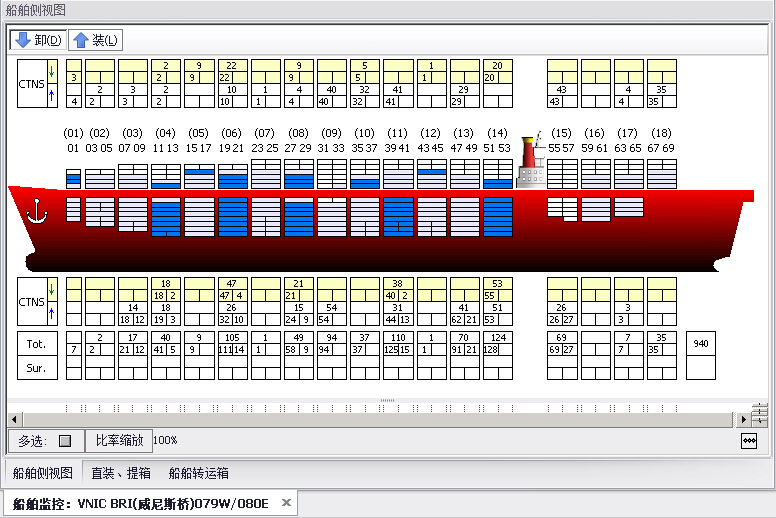 船舶侧视图
卸(D) 装(L)
2 9 22 9 5 1 20
CTNS 3 2 9 22 9 5 1 20
2 3 2 10 1 4 40 32 41 29 43 4 35
4 2 3 2 10 1 4 40 32 41 29 43 4 35
(01) (02) (03) (04) (05) (06) (07) (08) (09) (10) (11) (12) (13) (14) (15) (16) (17) (18)
01 03 05 07 09 11 13 15 17 19 21 23 25 27 29 31 33 35 37 39 41 43 45 47 49 51 53 55 57 59 61 63 65 67 69
18 47 21 38 53
18 2 47 4 21 40 2 55
CTNS 14 18 26 15 54 31 41 51 26 3
18 12 19 3 32 10 24 9 54 44 13 62 21 53 26 27 3
Tot. 2 17 40 9 105 1 49 94 37 110 1 70 124 69 7 35 940
7 2 21 12 41 5 9 111 14 1 58 9 94 37 125 15 1 91 21 128 69 27 7 35
Sur.
多选: 比率缩放 100%
船舶侧视图 直装、提箱 船舶转运箱
船舶监控: VNIC BRI(威尼斯桥)079W/080E